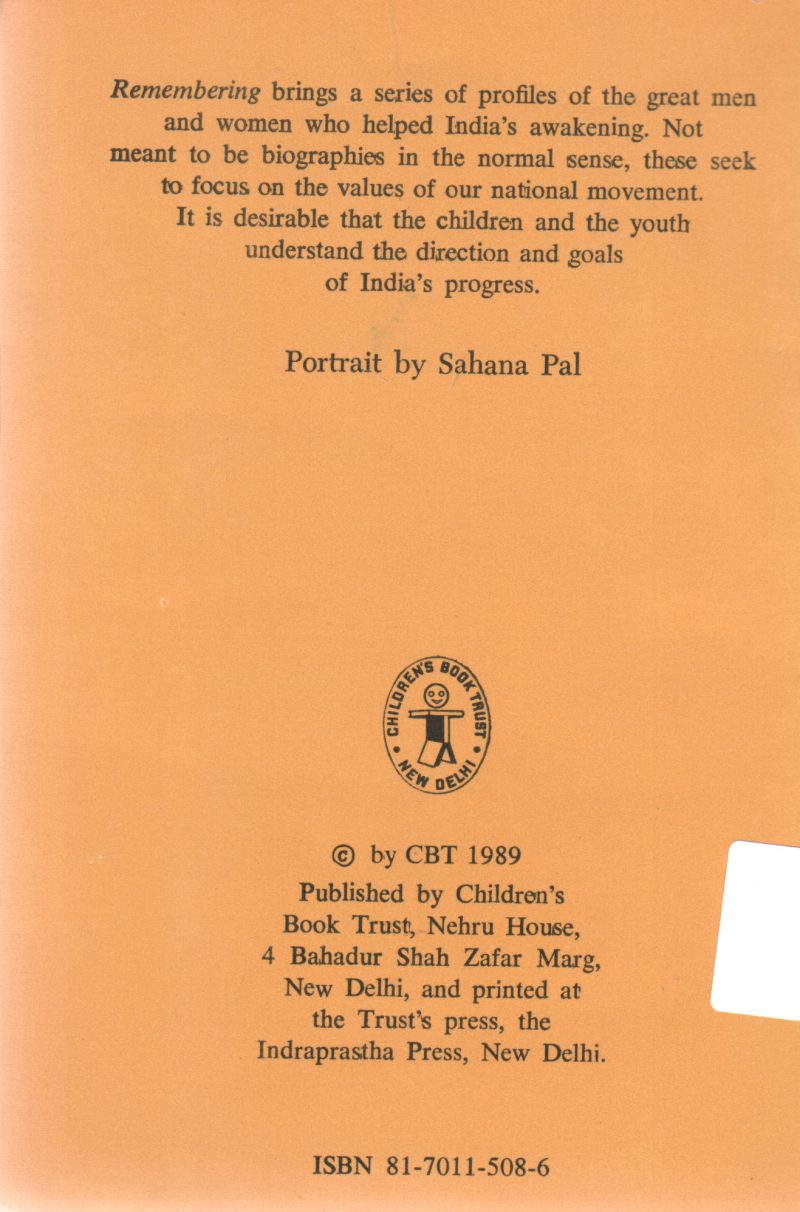 Remembering brings a series of profiles of the great men
and women who helped India's awakening. Not
meant to be biographies in the normal sense, these seek
to focus on the values of our national movement.
It is desirable that the children and the youth
understand the direction and goals
of India's progress.
Portrait by Sahana Pal
CHILDREN'S BOOK TRUST
• NEW DELHI •
© by CBT 1989
Published by Children's
Book Trust, Nehru House,
4 Bahadur Shah Zafar Marg,
New Delhi, and printed at
the Trust's press, the
Indraprastha Press, New Delhi.
ISBN 81-7011-508-6